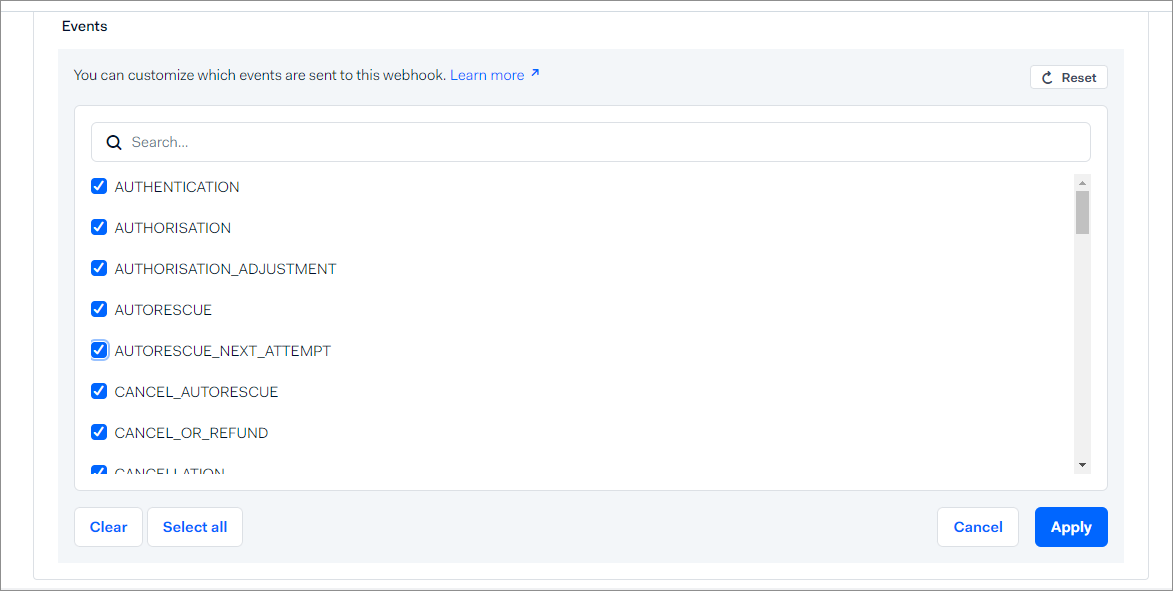 Events
You can customize which events are sent to this webhook. Learn more
Reset
Search...
AUTHENTICATION
AUTHORISATION
AUTHORISATION_ADJUSTMENT
AUTORESCUE
AUTORESCUE_NEXT_ATTEMPT
CANCEL_AUTORESCUE
CANCEL_OR_REFUND
CANCELLATION
Clear Select all Cancel Apply